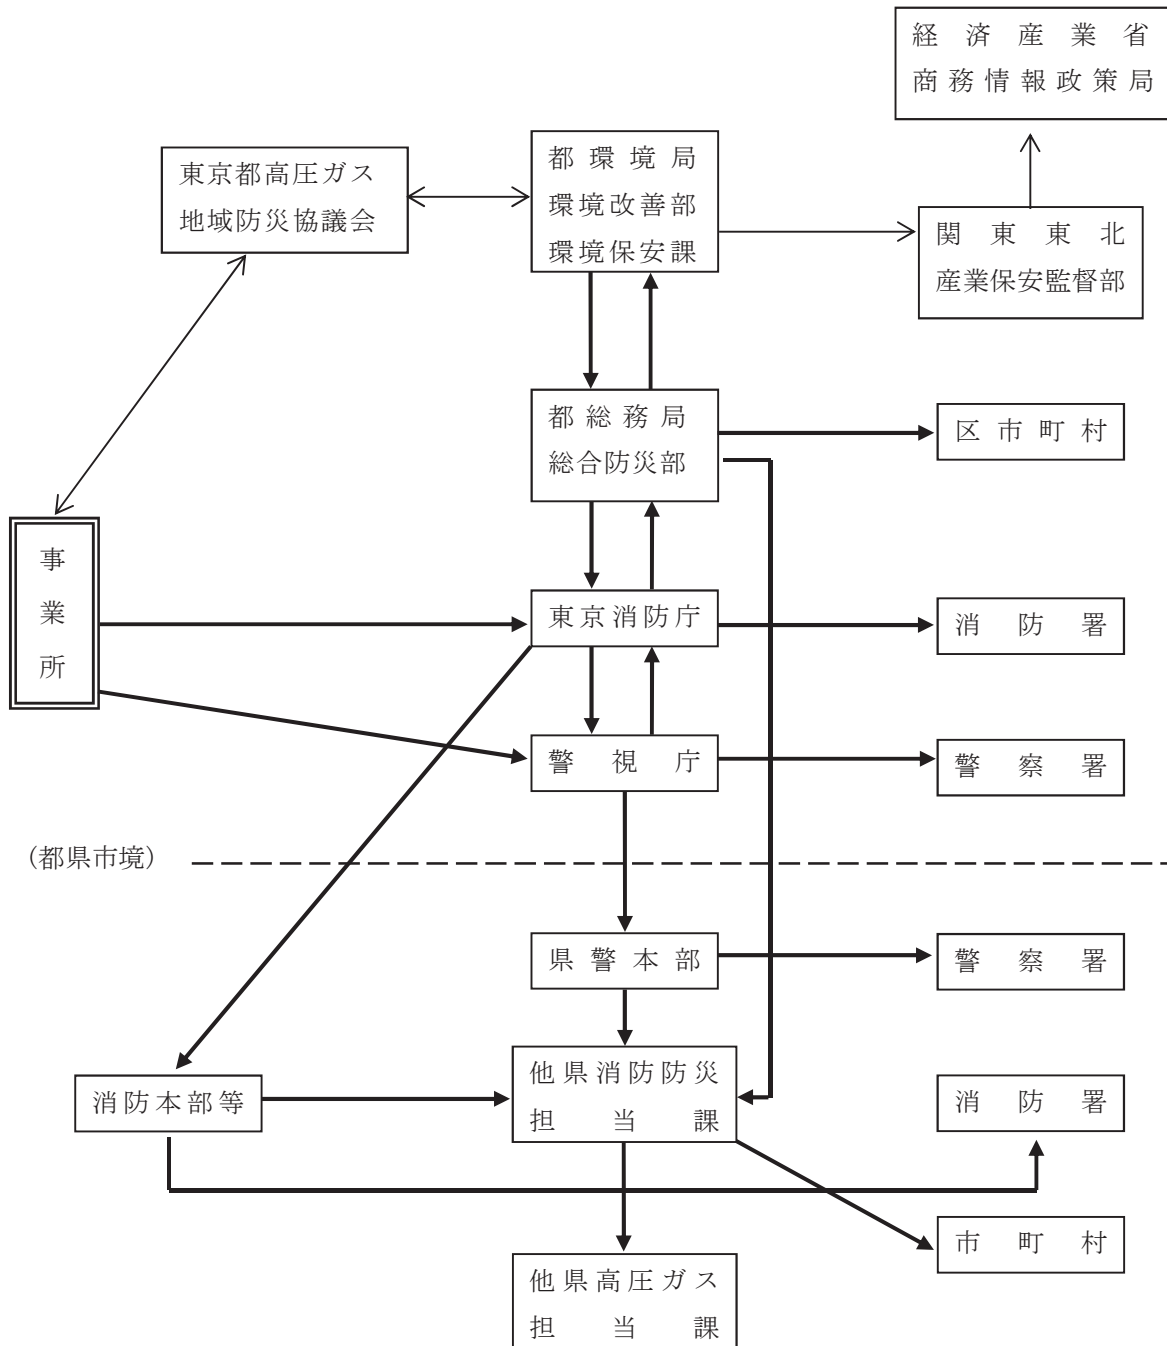 経済産業省
商務情報政策局
東京都高圧ガス
地域防災協議会
都環境局
環境改善部
環境保安課
関東東北
産業保安監督部
都総務局
総合防災部
区市町村
事業所
東京消防庁
消防署
警視庁
警察署
(都県市境)
県警本部
警察署
他県消防防災
担当課
消防本部等
消防署
市町村
他県高圧ガス
担当課